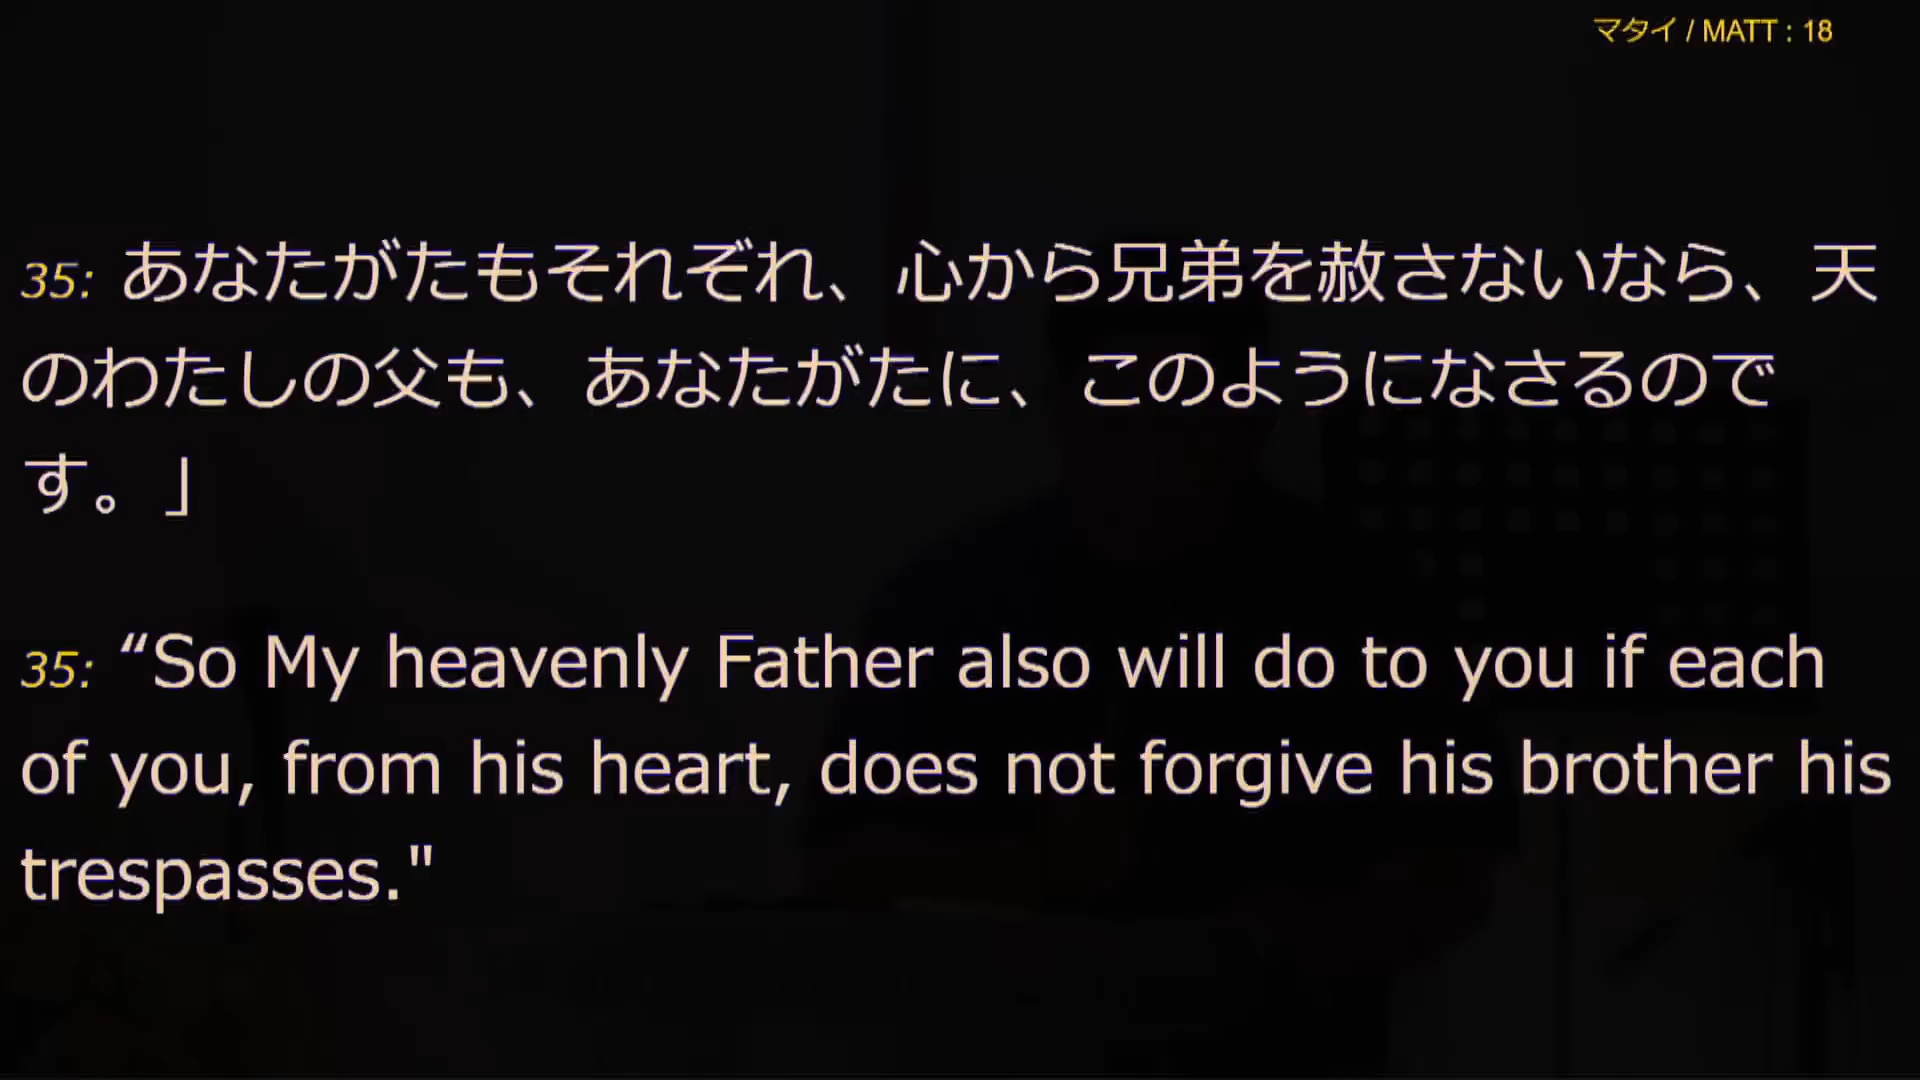 マタイ / MATT : 18
35: あなたがたもそれぞれ、心から兄弟を赦さないなら、天
のわたしの父も、あなたがたに、このようになさるので
す。」
35: “So My heavenly Father also will do to you if each
of you, from his heart, does not forgive his brother his
trespasses."